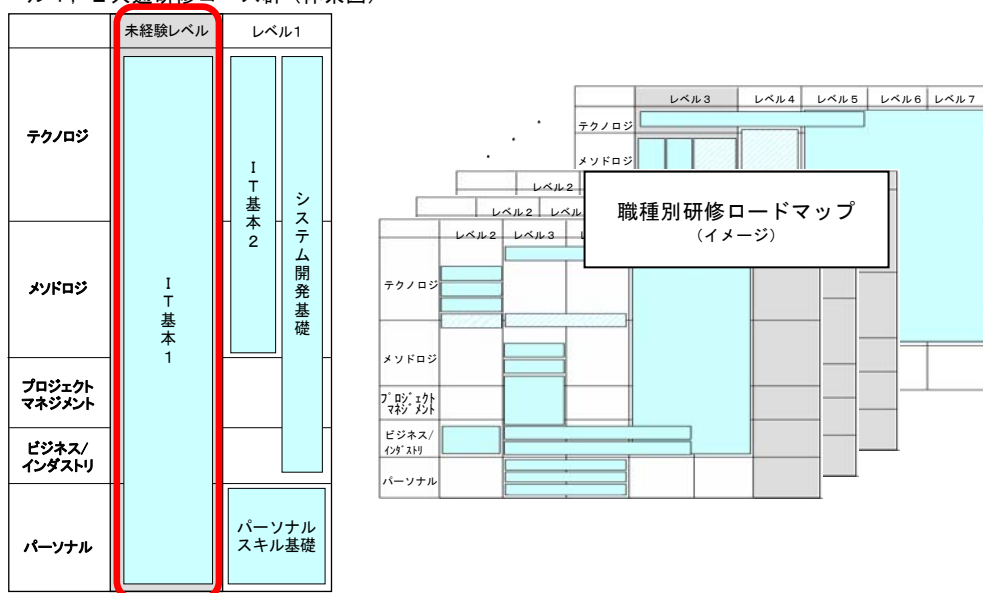 未経験レベル
レベル1
テクノロジ
メソドロジ
プロジェクト
マネジメント
ビジネス/
インダストリ
パーソナル
IT基本1
IT基本2
システム開発基礎
パーソナル
スキル基礎
レベル3
レベル4
レベル5
レベル6
レベル7
テクノロジ
メソドロジ
レベル2
レベル2
レベル2
レベル3
職種別研修ロードマップ
(イメージ)
テクノロジ
メソドロジ
プロジェクト
マネジメント
ビジネス/
インダストリ
パーソナル